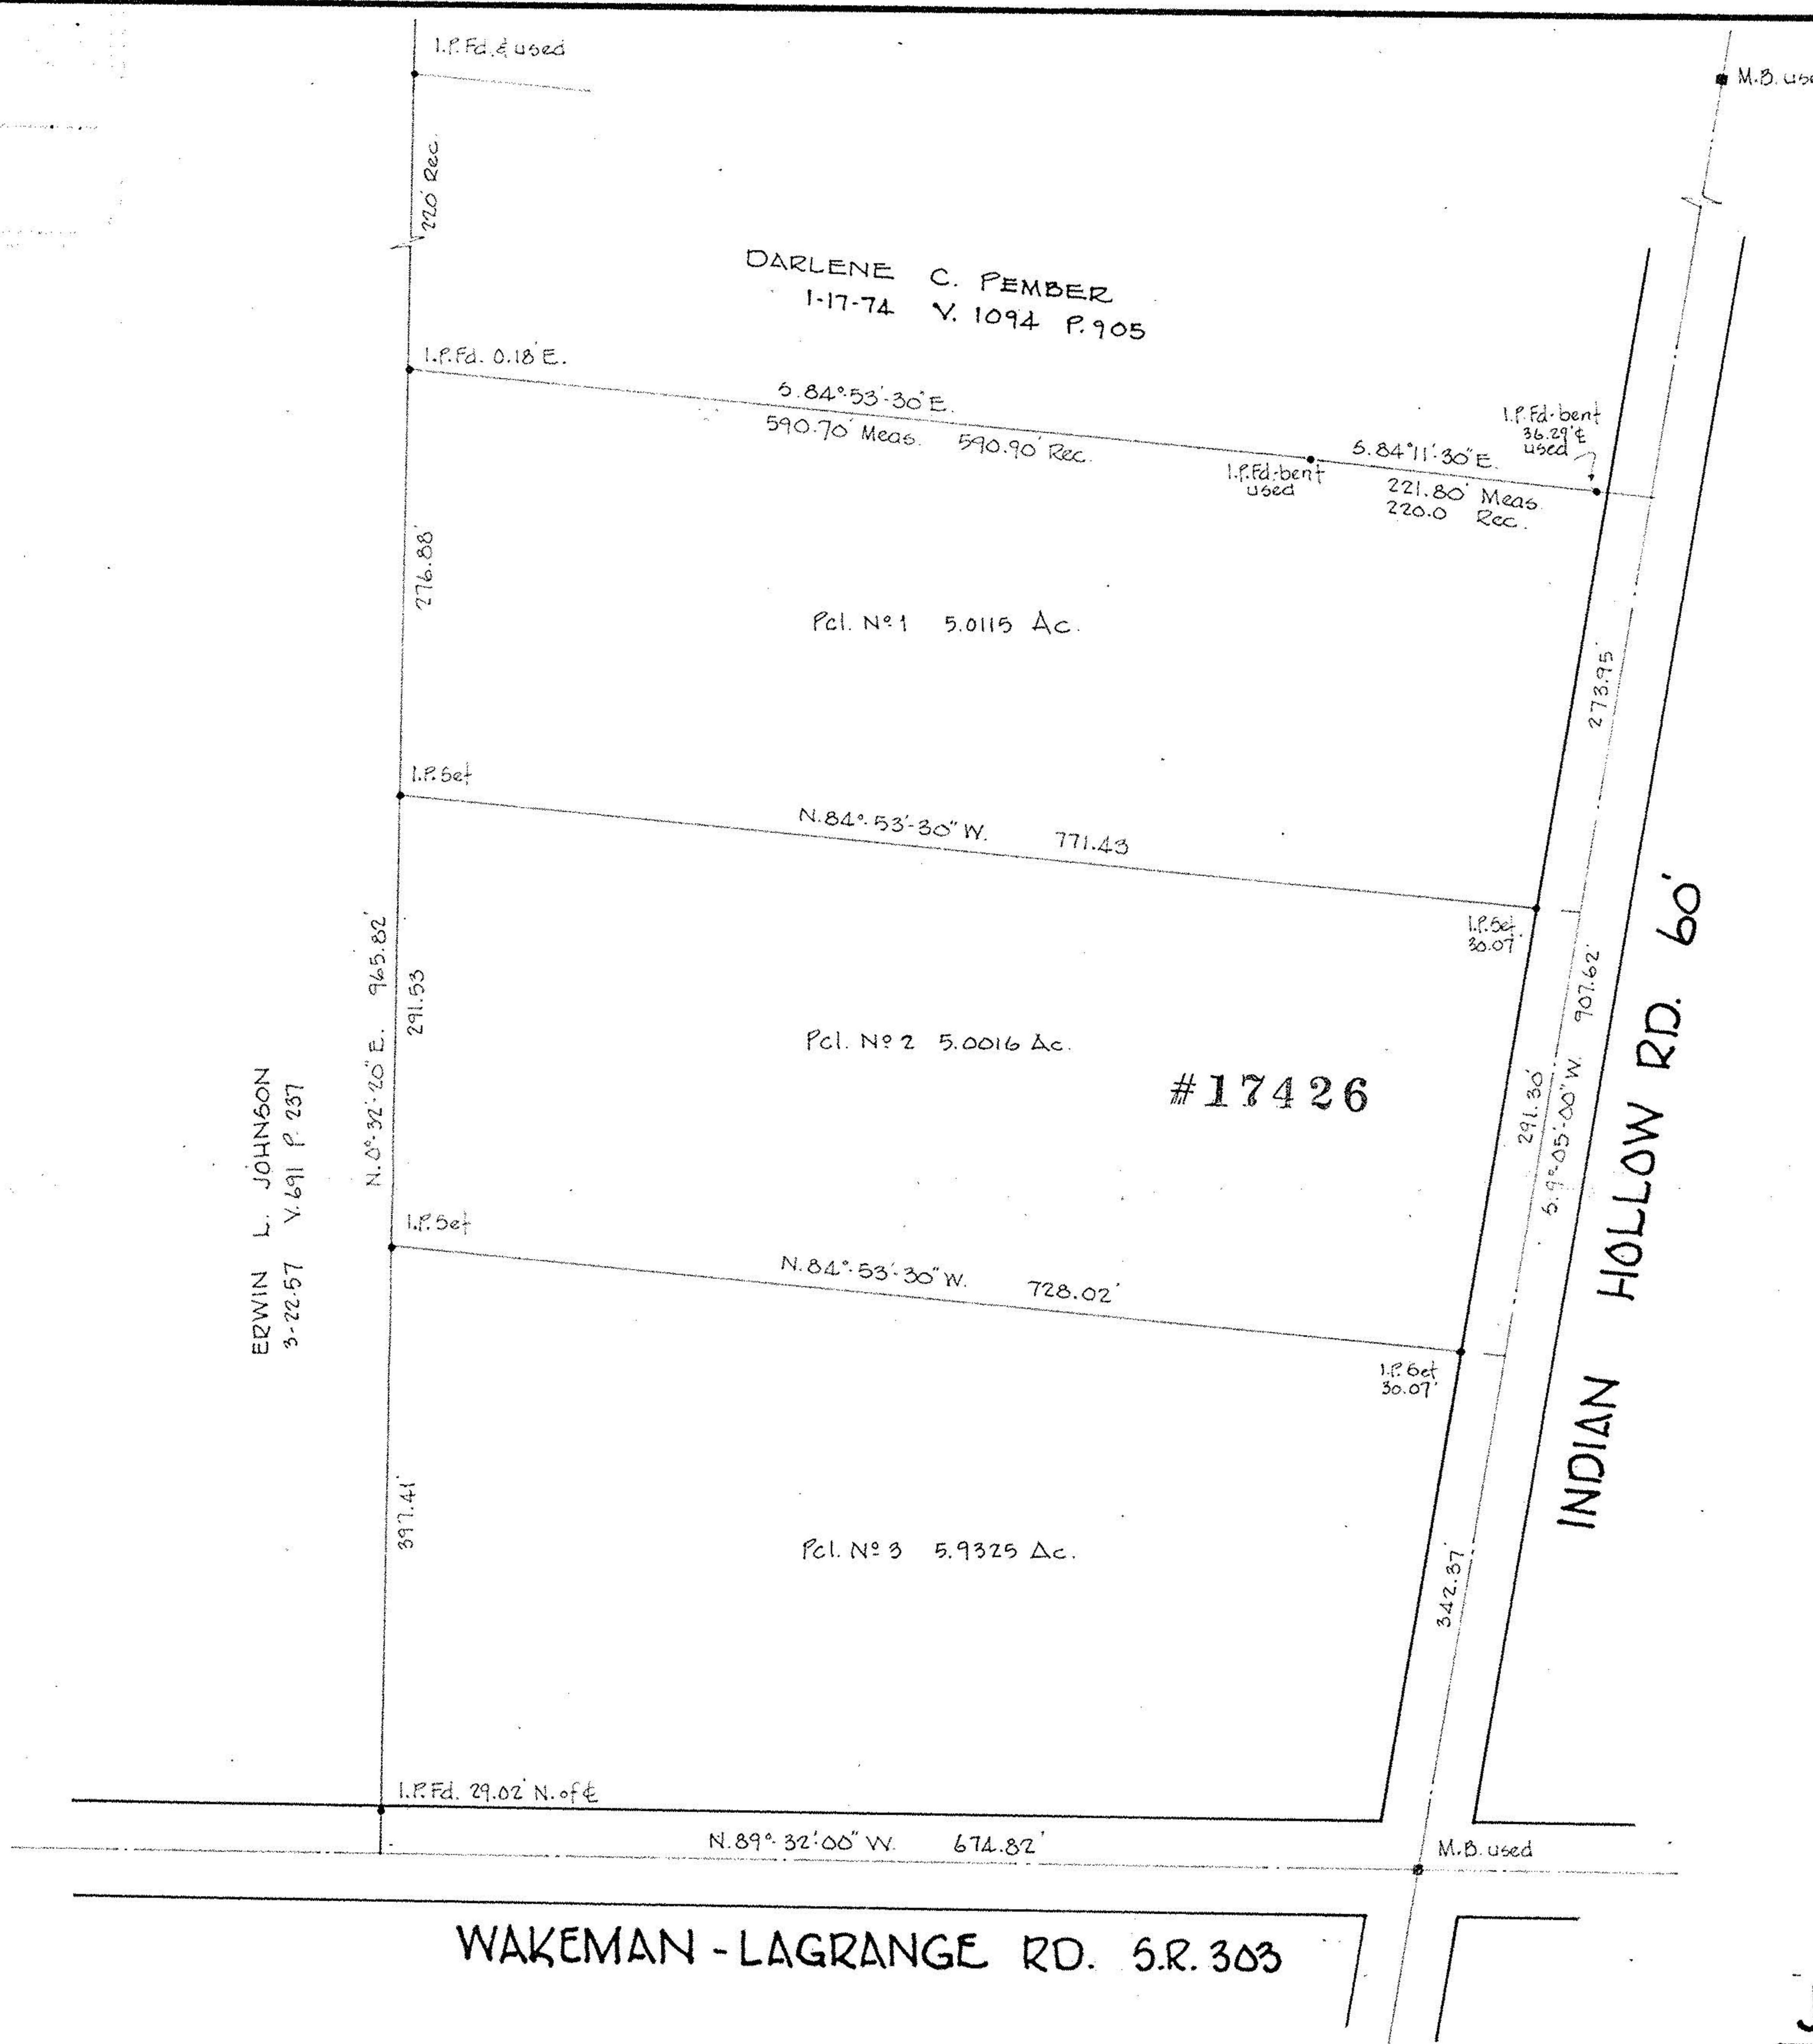 I.P. Fd. & used
M.B. use
220' Rec.
DARLENE C. PEMBER
1-17-74 V. 1094 P. 905
I.P. Fd. 0.18' E.
S. 84°-53'-30" E.
590.70' Meas. 590.90' Rec.
I.P. Fd.-bent
used
S. 84°11'-30" E.
221.80' Meas.
220.0 Rec.
I.P. Fd-bent
36.29' ℄
used
276.88'
Pcl. Nº 1 5.0115 Ac.
273.95'
I.P. Set
N. 84°-53'-30" W. 771.43
I.P. Set.
30.07'
N. 0°-32'-20" E. 965.82'
291.53
Pcl. Nº 2 5.0016 Ac.
#17426
291.30'
S. 9°-05'-00" W. 907.62'
INDIAN HOLLOW RD. 60'
ERWIN L. JOHNSON
3-22-57 V. 691 P. 237
I.P. Set
N. 84°-53'-30" W. 728.02'
I.P. Set
30.07'
397.41'
Pcl. Nº 3 5.9325 Ac.
342.37'
I.P. Fd. 29.02' N. of ℄
N. 89°-32'-00" W. 674.82'
M.B. used
WAKEMAN-LAGRANGE RD. S.R. 303